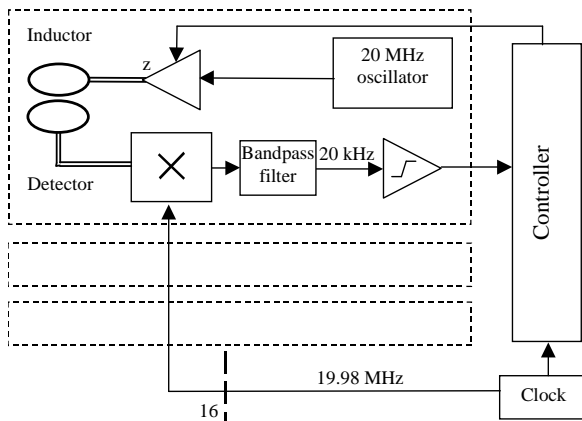 Inductor
z
20 MHz
oscillator
Detector
×
Bandpass
filter
20 kHz
Controller
19.98 MHz
16
Clock